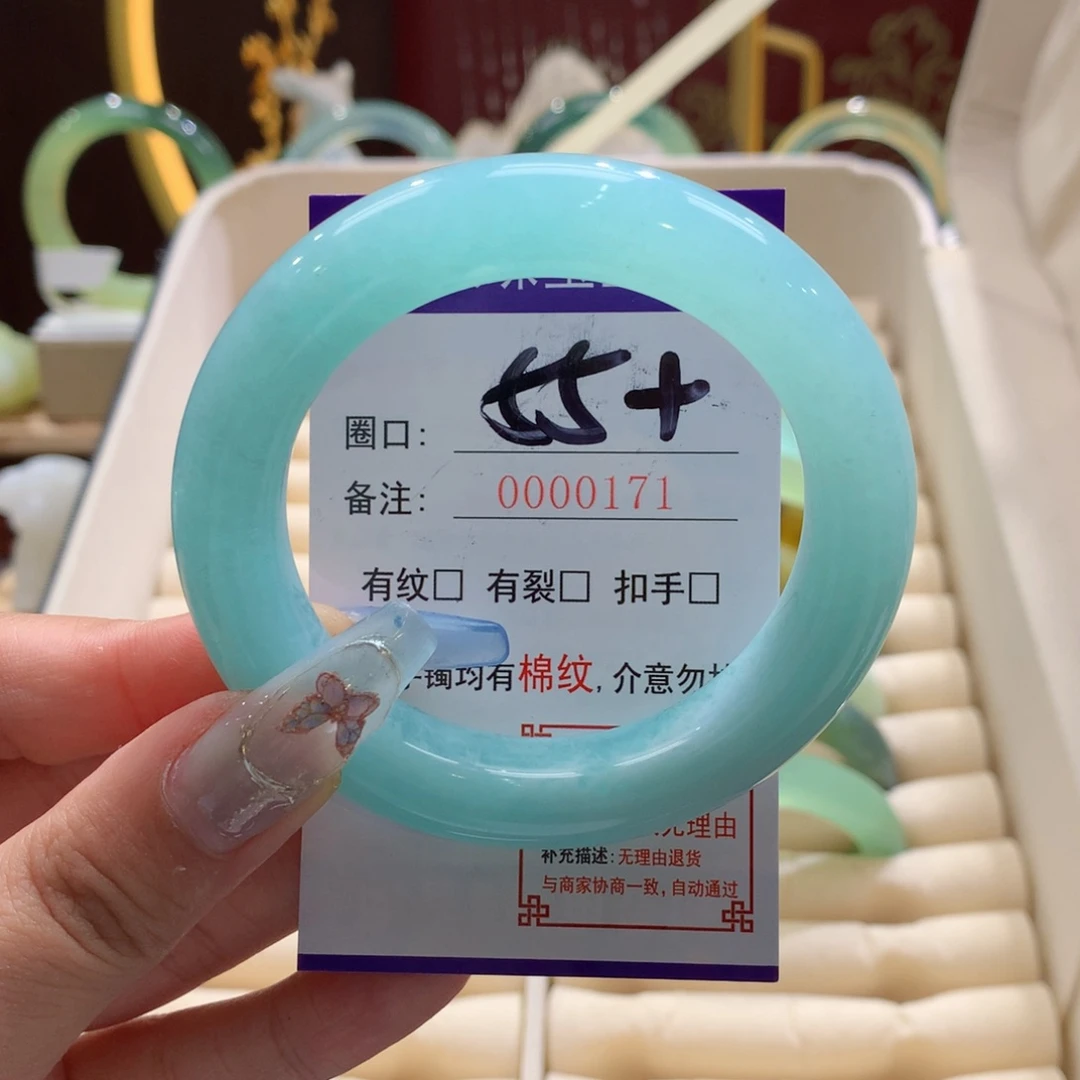 圈口: 55+
备注: 0000171
有纹□ 有裂□ 扣手□
镯均有棉纹,介意勿
理由
补充描述:无理由退货
与商家协商一致,自动通过